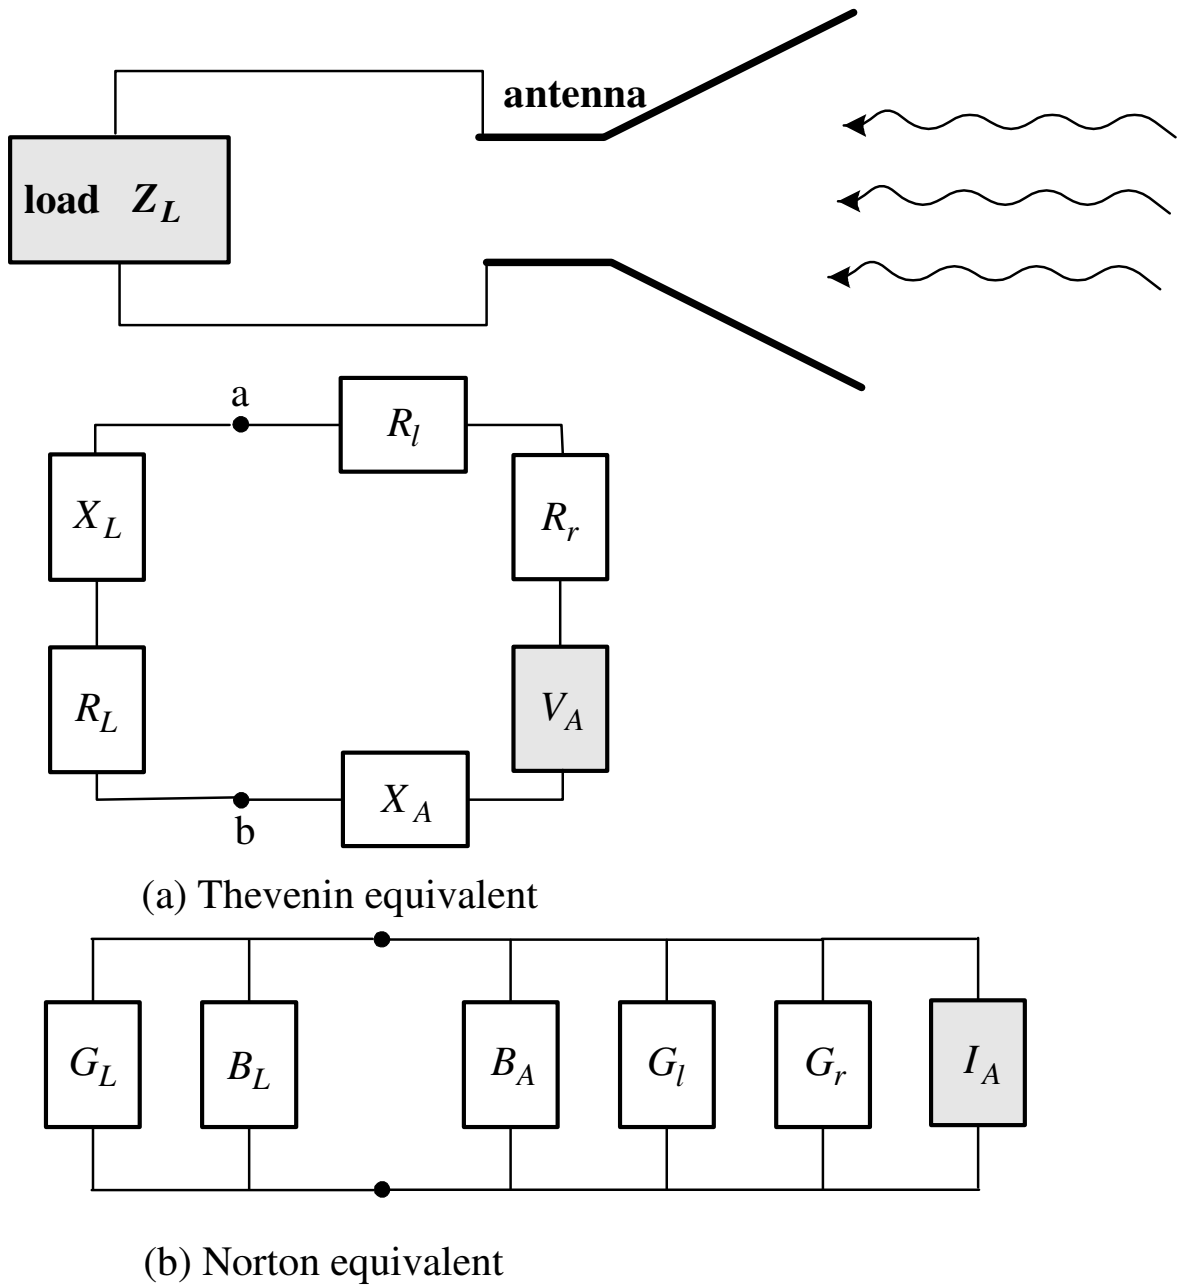 antenna
load Z_L
a
R_l
X_L
R_r
R_L
V_A
X_A
b
(a) Thevenin equivalent
G_L B_L B_A G_l G_r I_A
(b) Norton equivalent